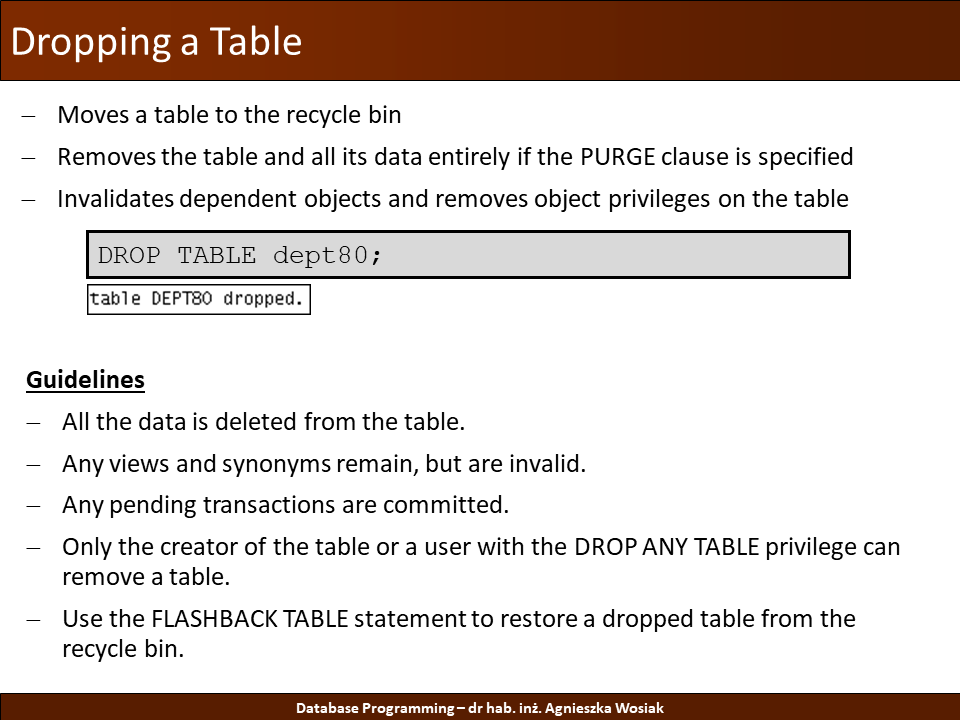 Dropping a Table
– Moves a table to the recycle bin
– Removes the table and all its data entirely if the PURGE clause is specified
– Invalidates dependent objects and removes object privileges on the table
DROP TABLE dept80;
table DEPT80 dropped.
Guidelines
– All the data is deleted from the table.
– Any views and synonyms remain, but are invalid.
– Any pending transactions are committed.
– Only the creator of the table or a user with the DROP ANY TABLE privilege can
remove a table.
– Use the FLASHBACK TABLE statement to restore a dropped table from the
recycle bin.
Database Programming – dr hab. inż. Agnieszka Wosiak